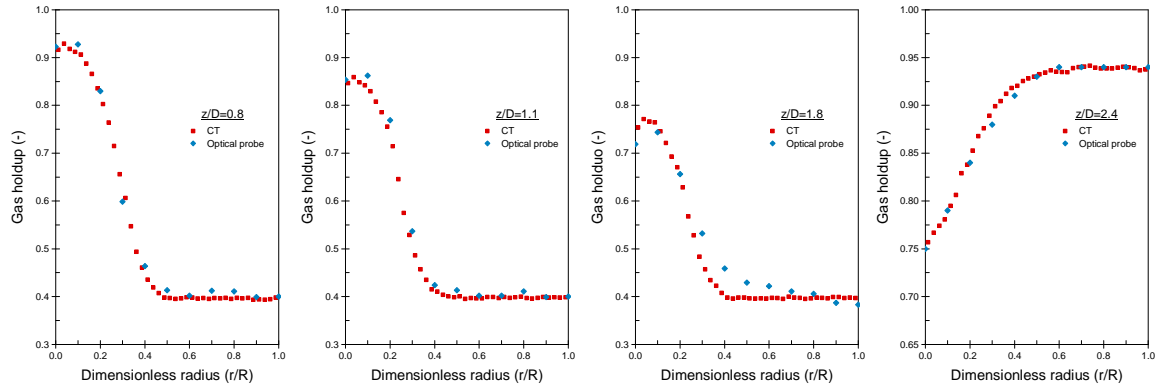 1.0
0.9
0.8
0.7
0.6
0.5
0.4
0.3
Gas holdup (-)
z/D=0.8
CT
Optical probe
0.0 0.2 0.4 0.6 0.8 1.0
Dimensionless radius (r/R)
1.0
0.9
0.8
0.7
0.6
0.5
0.4
0.3
Gas holdup (-)
z/D=1.1
CT
Optical probe
0.0 0.2 0.4 0.6 0.8 1.0
Dimensionless radius (r/R)
1.0
0.9
0.8
0.7
0.6
0.5
0.4
0.3
Gas holduo (-)
z/D=1.8
CT
Optical probe
0.0 0.2 0.4 0.6 0.8 1.0
Dimensionless radius (r/R)
1.00
0.95
0.90
0.85
0.80
0.75
0.70
0.65
Gas holdup (-)
z/D=2.4
CT
Optical probe
0.0 0.2 0.4 0.6 0.8 1.0
Dimensionless radius (r/R)